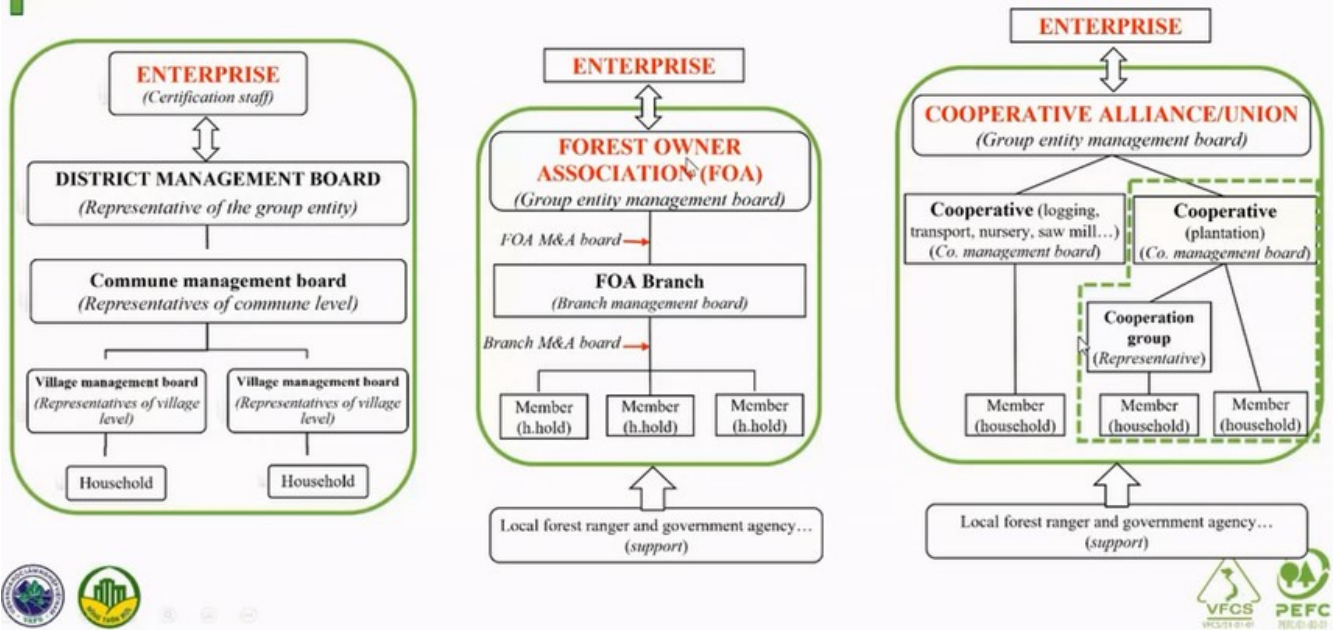 ENTERPRISE
(Certification staff)
DISTRICT MANAGEMENT BOARD
(Representative of the group entity)
Commune management board
(Representatives of commune level)
Village management board
(Representatives of village
level)
Village management board
(Representatives of village
level)
Household
Household
ENTERPRISE
FOREST OWNER
ASSOCIATION (FOA)
(Group entity management board)
FOA M&A board
FOA Branch
(Branch management board)
Branch M&A board
Member
(h.hold)
Member
(h.hold)
Member
(h.hold)
Local forest ranger and government agency…
(support)
ENTERPRISE
COOPERATIVE ALLIANCE/UNION
(Group entity management board)
Cooperative (logging,
transport, nursery, saw mill…)
(Co. management board)
Cooperative
(plantation)
(Co. management board)
Cooperation
group
(Representative)
Member
(household)
Member
(household)
Member
(household)
Local forest ranger and government agency…
(support)
VFCS
PEFC